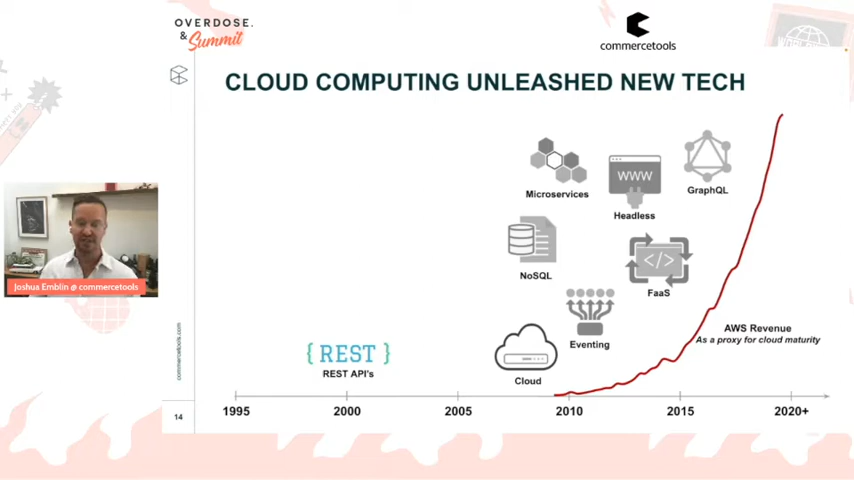 OVERDOSE.
& Summit
commercetools
CLOUD COMPUTING UNLEASHED NEW TECH
Microservices
WWW
Headless
GraphQL
NoSQL
</>
FaaS
Eventing
Cloud
{ REST }
REST API's
AWS Revenue
As a proxy for cloud maturity
Joshua Emblin @ commercetools
commercetools.com
14
1995
2000
2005
2010
2015
2020+